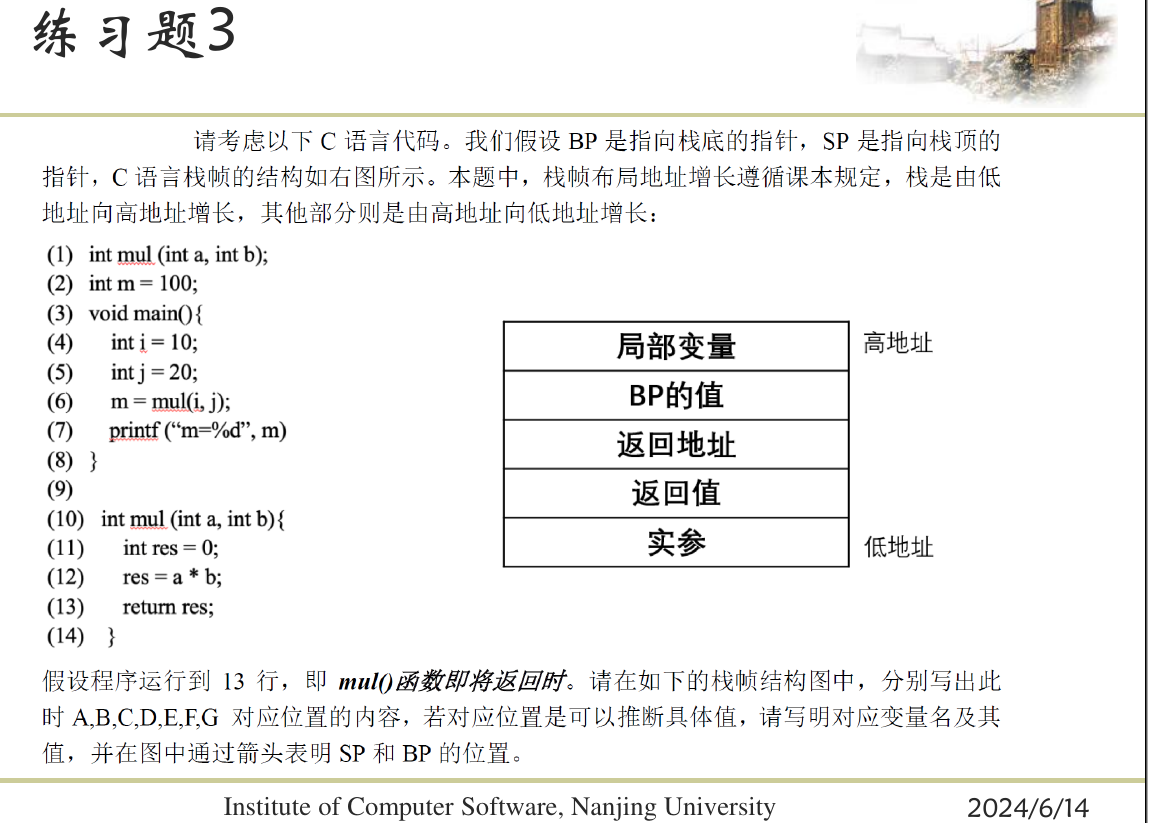 练习题3
请考虑以下 C 语言代码。我们假设 BP 是指向栈底的指针，SP 是指向栈顶的
指针，C 语言栈帧的结构如右图所示。本题中，栈帧布局地址增长遵循课本规定，栈是由低
地址向高地址增长，其他部分则是由高地址向低地址增长：
(1) int mul (int a, int b);
(2) int m = 100;
(3) void main(){
(4) int i = 10;
(5) int j = 20;
(6) m = mul(i, j);
(7) printf (“m=%d”, m)
(8) }
(9)
(10) int mul (int a, int b){
(11) int res = 0;
(12) res = a * b;
(13) return res;
(14) }
局部变量
高地址
BP的值
返回地址
返回值
实参
低地址
假设程序运行到 13 行，即 mul()函数即将返回时。请在如下的栈帧结构图中，分别写出此
时 A,B,C,D,E,F,G 对应位置的内容，若对应位置是可以推断具体值，请写明对应变量名及其
值，并在图中通过箭头表明 SP 和 BP 的位置。
Institute of Computer Software, Nanjing University
2024/6/14